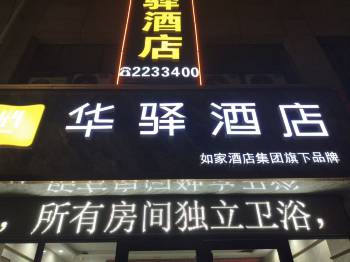 驿酒店
☎2233400
华驿酒店
如家酒店集团旗下品牌
，所有房间独立卫浴，